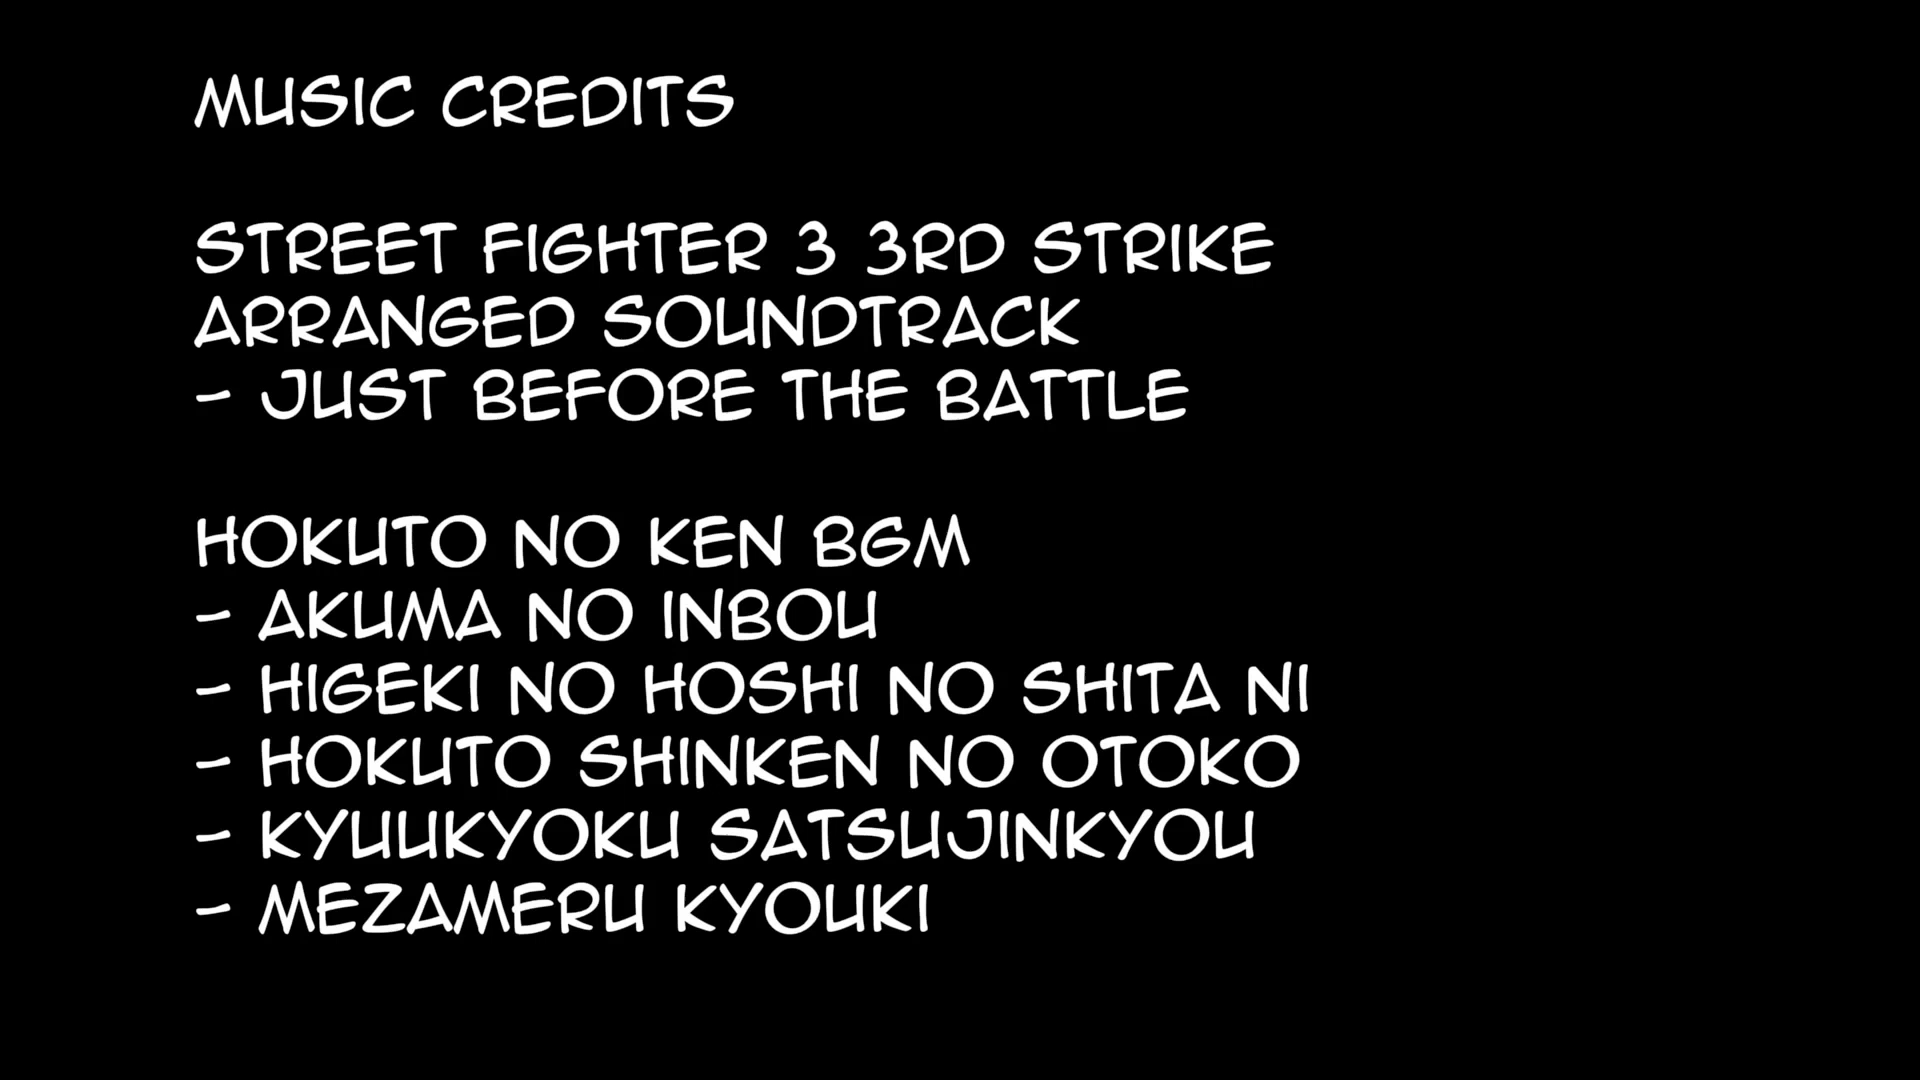 MUSIC CREDITS
STREET FIGHTER 3 3RD STRIKE
ARRANGED SOUNDTRACK
- JUST BEFORE THE BATTLE
HOKUTO NO KEN BGM
- AKUMA NO INBOU
- HIGEKI NO HOSHI NO SHITA NI
- HOKUTO SHINKEN NO OTOKO
- KYUUKYOKU SATSUJINKYOU
- MEZAMERU KYOUKI